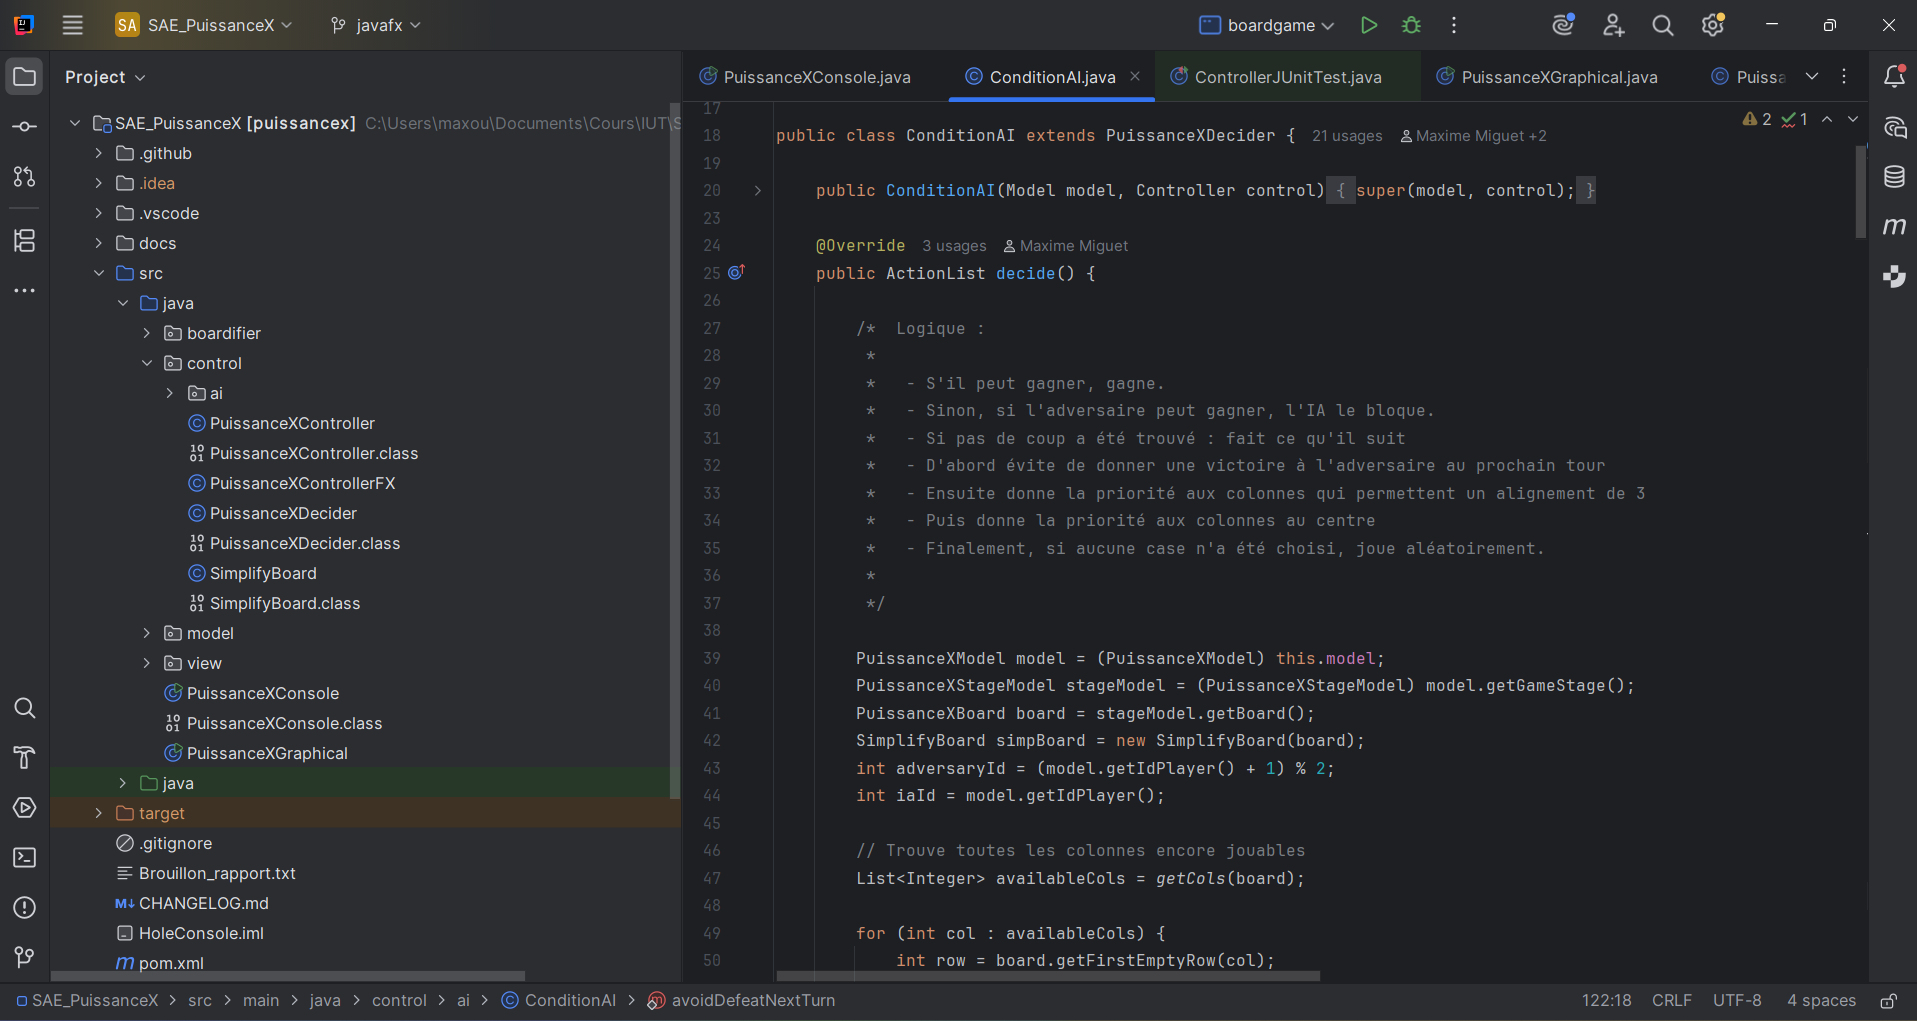 SA SAE_PuissanceX javafx boardgame
Project
SAE_PuissanceX [puissancex] C:\Users\maxou\Documents\Cours\IUT\S
.github
.idea
.vscode
docs
src
java
boardifier
control
ai
PuissanceXController
PuissanceXController.class
PuissanceXControllerFX
PuissanceXDecider
PuissanceXDecider.class
SimplifyBoard
SimplifyBoard.class
model
view
PuissanceXConsole
PuissanceXConsole.class
PuissanceXGraphical
java
target
.gitignore
Brouillon_rapport.txt
CHANGELOG.md
HoleConsole.iml
pom.xml
PuissanceXConsole.java ConditionAI.java ControllerJUnitTest.java PuissanceXGraphical.java Puissa
2 1
17
18 public class ConditionAI extends PuissanceXDecider { 21 usages Maxime Miguet +2
19
20 public ConditionAI(Model model, Controller control) { super(model, control); }
23
24 @Override 3 usages Maxime Miguet
25 public ActionList decide() {
26
27 /* Logique :
28 *
29 * - S'il peut gagner, gagne.
30 * - Sinon, si l'adversaire peut gagner, l'IA le bloque.
31 * - Si pas de coup a été trouvé : fait ce qu'il suit
32 * - D'abord évite de donner une victoire à l'adversaire au prochain tour
33 * - Ensuite donne la priorité aux colonnes qui permettent un alignement de 3
34 * - Puis donne la priorité aux colonnes au centre
35 * - Finalement, si aucune case n'a été choisi, joue aléatoirement.
36 *
37 */
38
39 PuissanceXModel model = (PuissanceXModel) this.model;
40 PuissanceXStageModel stageModel = (PuissanceXStageModel) model.getGameStage();
41 PuissanceXBoard board = stageModel.getBoard();
42 SimplifyBoard simpBoard = new SimplifyBoard(board);
43 int adversaryId = (model.getIdPlayer() + 1) % 2;
44 int iaId = model.getIdPlayer();
45
46 // Trouve toutes les colonnes encore jouables
47 List<Integer> availableCols = getCols(board);
48
49 for (int col : availableCols) {
50 int row = board.getFirstEmptyRow(col);
SAE_PuissanceX > src > main > java > control > ai > ConditionAI > avoidDefeatNextTurn 122:18 CRLF UTF-8 4 spaces